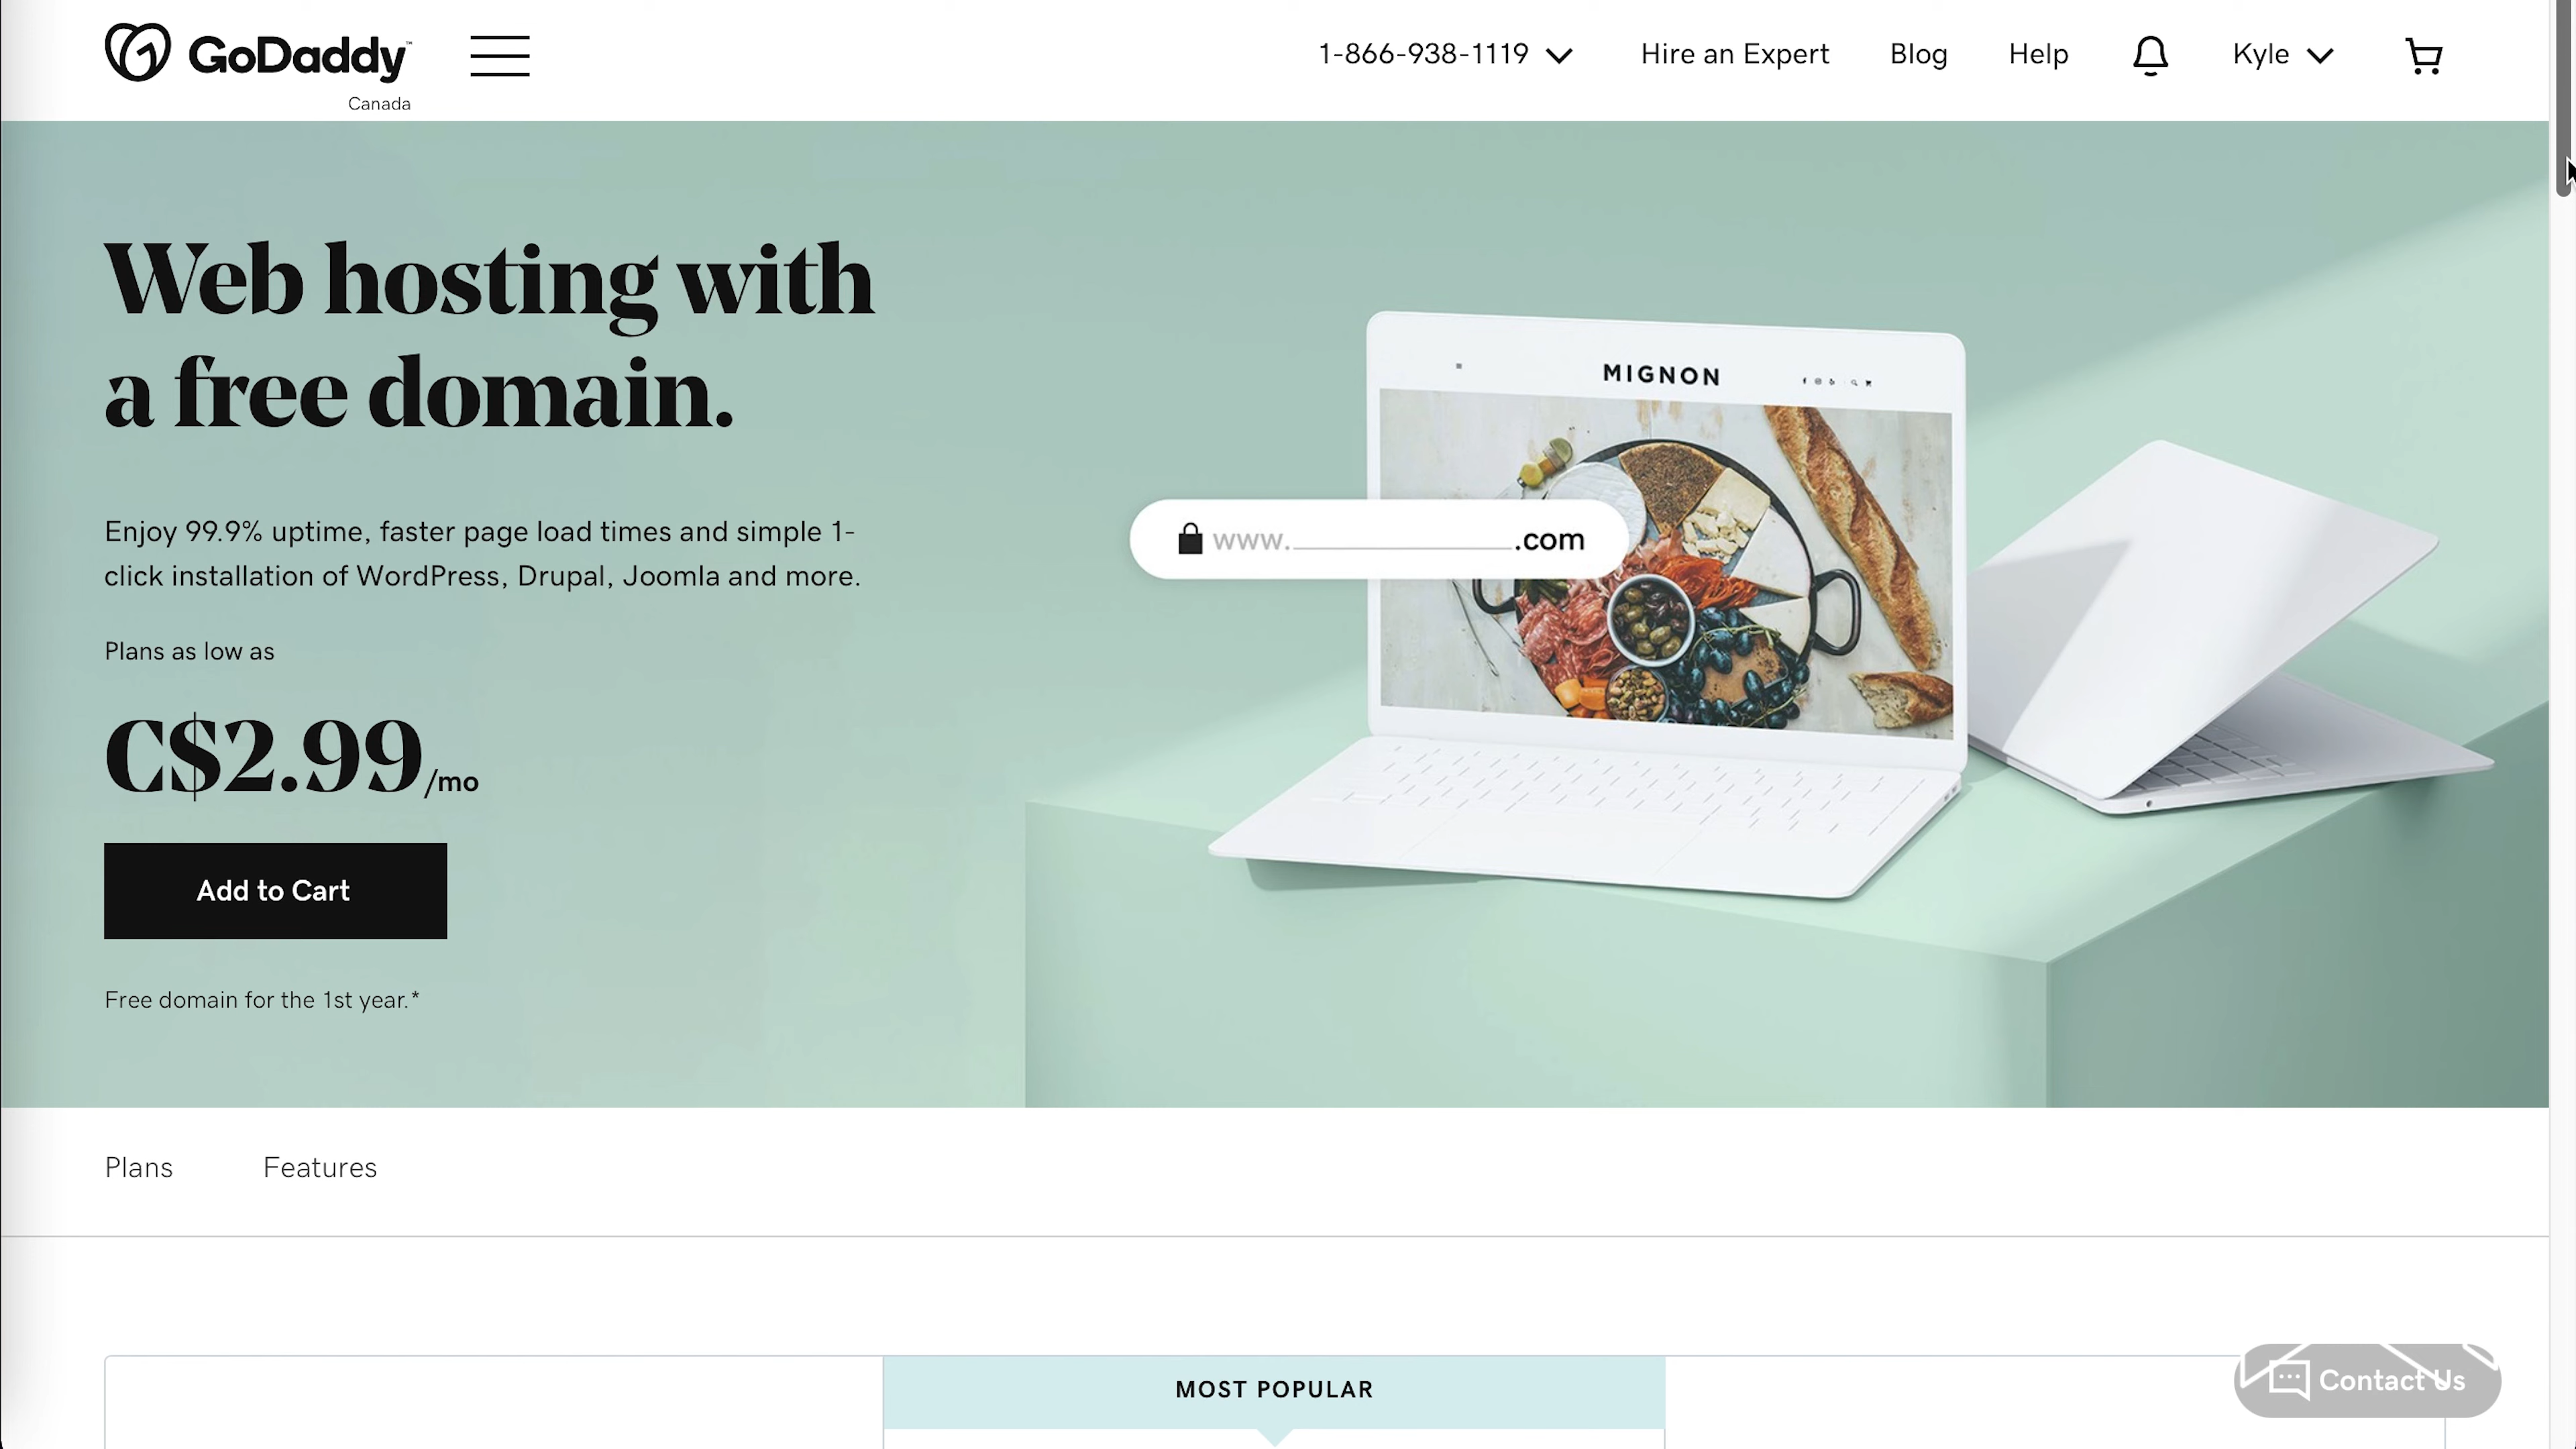 GoDaddy™
Canada
1-866-938-1119
Hire an Expert
Blog
Help
Kyle
Web hosting with
a free domain.
Enjoy 99.9% uptime, faster page load times and simple 1-
click installation of WordPress, Drupal, Joomla and more.
Plans as low as
C$2.99/mo
Add to Cart
Free domain for the 1st year.*
MIGNON
www.____________.com
Plans
Features
MOST POPULAR
Contact Us